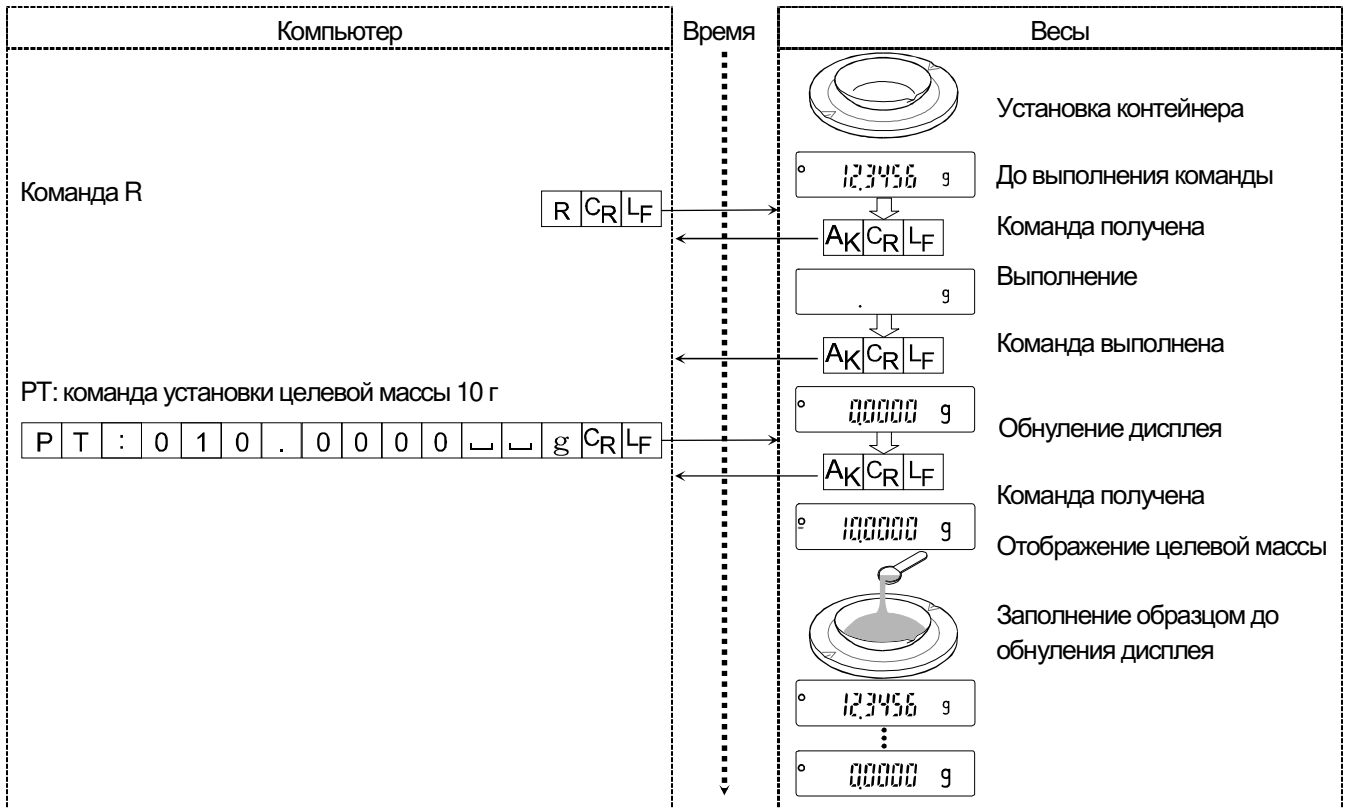 Компьютер
Время
Весы
Установка контейнера
12.3456 g
До выполнения команды
Команда R
R CR LF
AK CR LF
Команда получена
. g
Выполнение
AK CR LF
Команда выполнена
PT: команда установки целевой массы 10 г
0.0000 g
Обнуление дисплея
P T : 0 1 0 . 0 0 0 0 ⎵ ⎵ g CR LF
AK CR LF
Команда получена
10.0000 g
Отображение целевой массы
Заполнение образцом до
обнуления дисплея
12.3456 g
0.0000 g